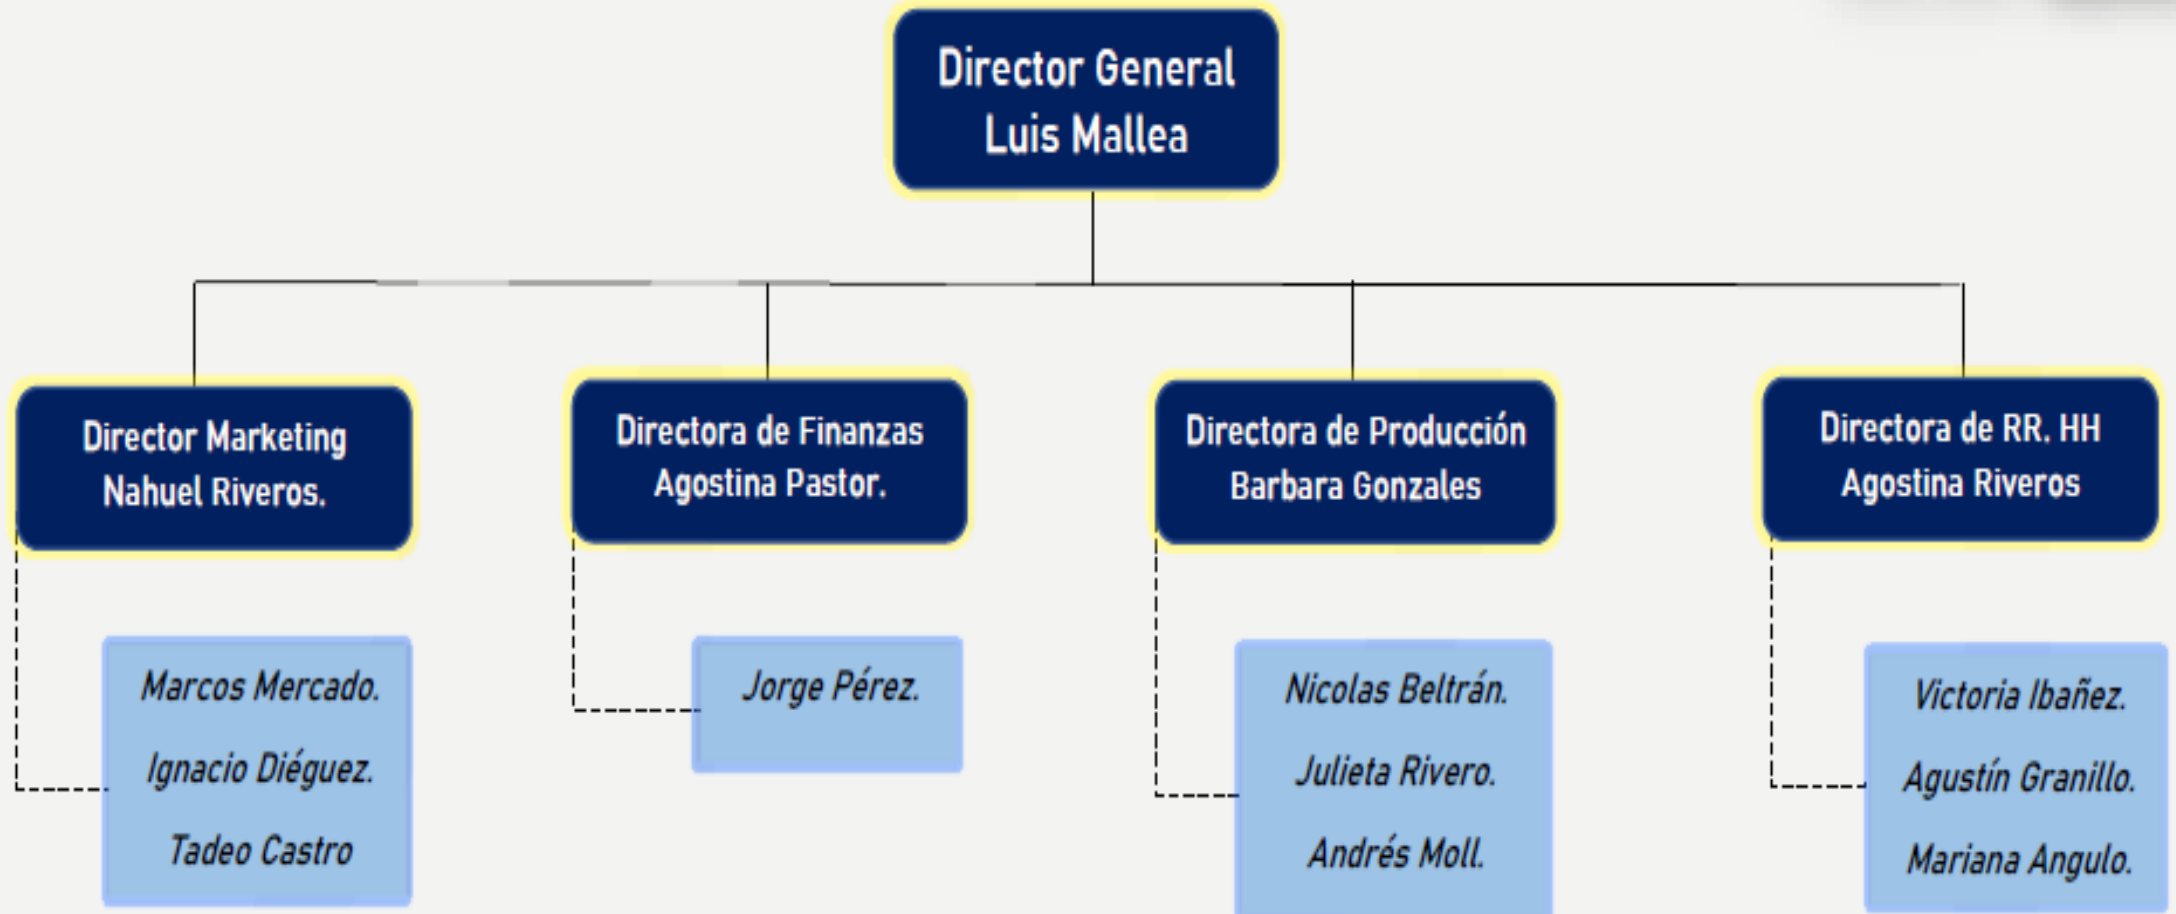 Director General
Luis Mallea
Director Marketing
Nahuel Riveros.
Directora de Finanzas
Agostina Pastor.
Directora de Producción
Barbara Gonzales
Directora de RR. HH
Agostina Riveros
Marcos Mercado.
Ignacio Diéguez.
Tadeo Castro
Jorge Pérez.
Nicolas Beltrán.
Julieta Rivero.
Andrés Moll.
Victoria Ibañez.
Agustín Granillo.
Mariana Angulo.